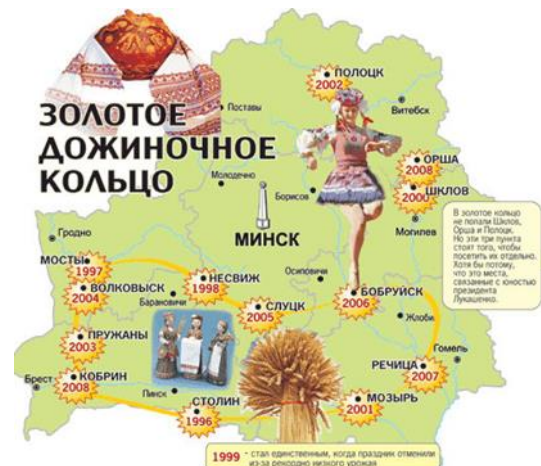 ЗОЛОТОЕ
ДОЖИНОЧНОЕ
КОЛЬЦО
ПОЛОЦК
2002
Поставы
Витебск
ОРША
2008
Молодечно
ШКЛОВ
2000
Борисов
МИНСК
Могилев
В золотое кольцо
не попали Шклов,
Орша и Полоцк.
Но эти три пункта
стоят того, чтобы
посетить их отдельно.
Хотя бы потому,
что это места,
связанные с юностью
президента
Лукашенко.
Гродно
МОСТЫ
1997
НЕСВИЖ
1998
Осиповичи
ВОЛКОВЫСК
2004
Барановичи
СЛУЦК
2005
БОБРУЙСК
2006
Жлоби
ПРУЖАНЫ
2003
Гомель
РЕЧИЦА
2007
Брест
КОБРИН
2008
Пинск
СТОЛИН
1996
МОЗЫРЬ
2001
1999 - стал единственным, когда праздник отменили
из-за рекордно низкого урожая